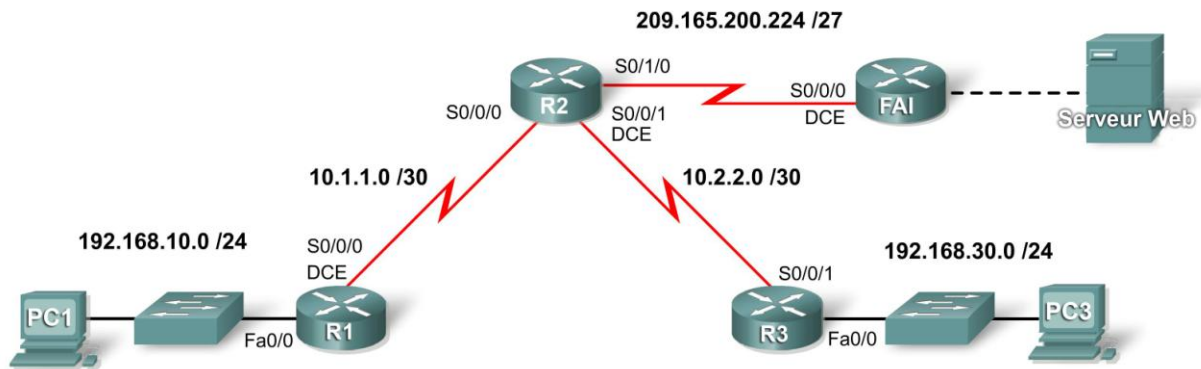 209.165.200.224 /27
S0/1/0
S0/0/0
R2
S0/0/1
DCE
S0/0/0
DCE
FAI
Serveur Web
10.1.1.0 /30
10.2.2.0 /30
192.168.10.0 /24
S0/0/0
DCE
PC1
Fa0/0
R1
192.168.30.0 /24
S0/0/1
R3
Fa0/0
PC3